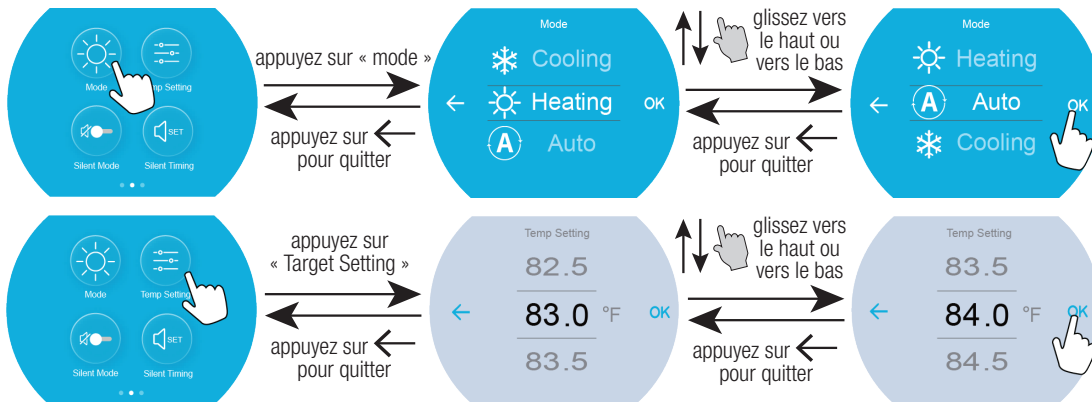 Mode
Temp Setting
SET
Silent Mode
Silent Timing
appuyez sur « mode »
appuyez sur ←
pour quitter
Mode
Cooling
← Heating OK
A Auto
glissez vers
le haut ou
vers le bas
appuyez sur ←
pour quitter
Mode
Heating
← A Auto OK
Cooling
Mode
Temp Setting
SET
Silent Mode
Silent Timing
appuyez sur
« Target Setting »
appuyez sur ←
pour quitter
Temp Setting
82.5
← 83.0 °F OK
83.5
glissez vers
le haut ou
vers le bas
appuyez sur ←
pour quitter
Temp Setting
83.5
← 84.0 °F OK
84.5